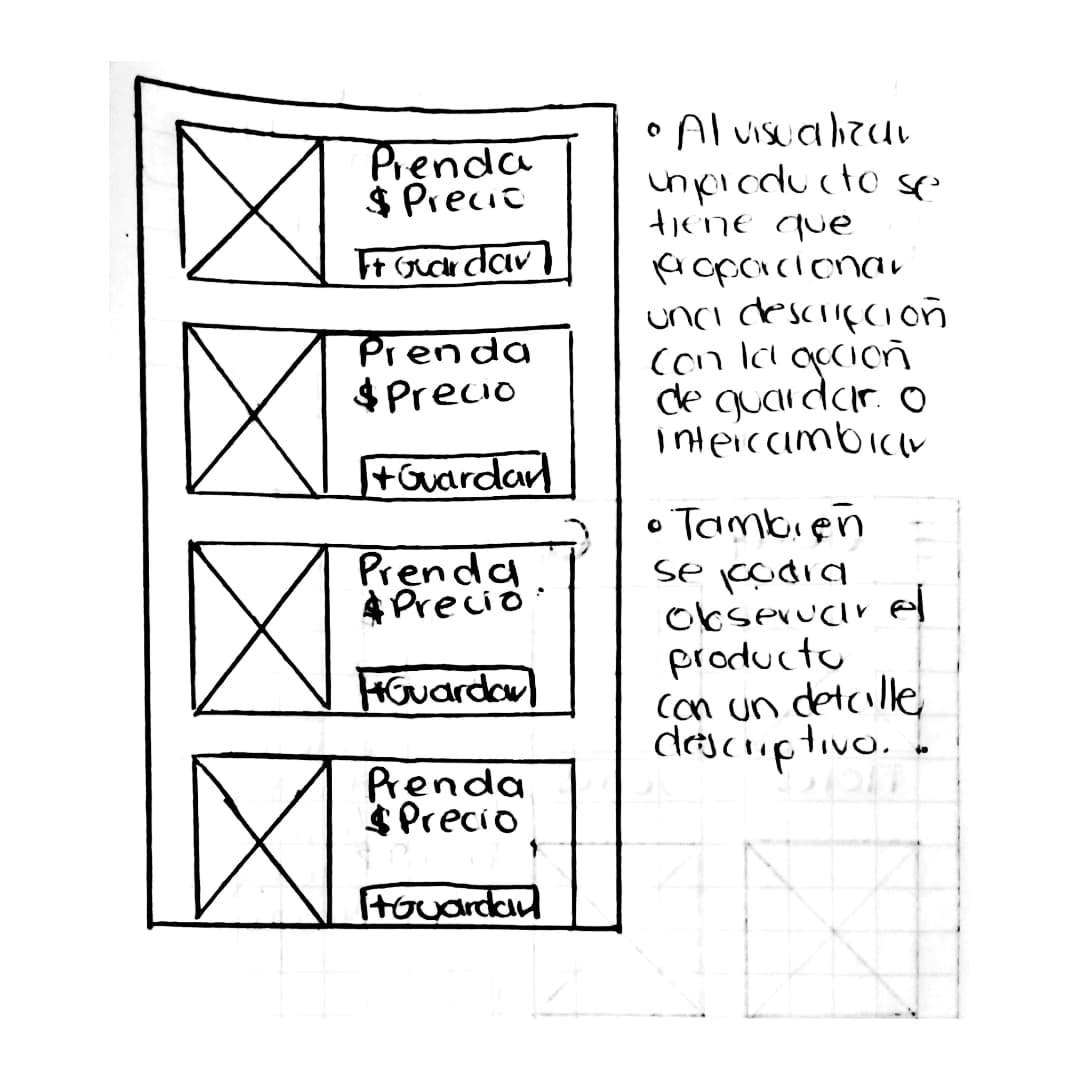 Prenda
$ Precio
+ Guardar
Prenda
$ Precio
+ Guardar
Prenda
$ Precio
+ Guardar
Prenda
$ Precio
+ Guardar
• Al visualizar
un producto se
tiene que
proporcionar
una descripción
con la acción
de guardar o
intercambiar
• También
se podra
observar el
producto
con un detalle
descriptivo.